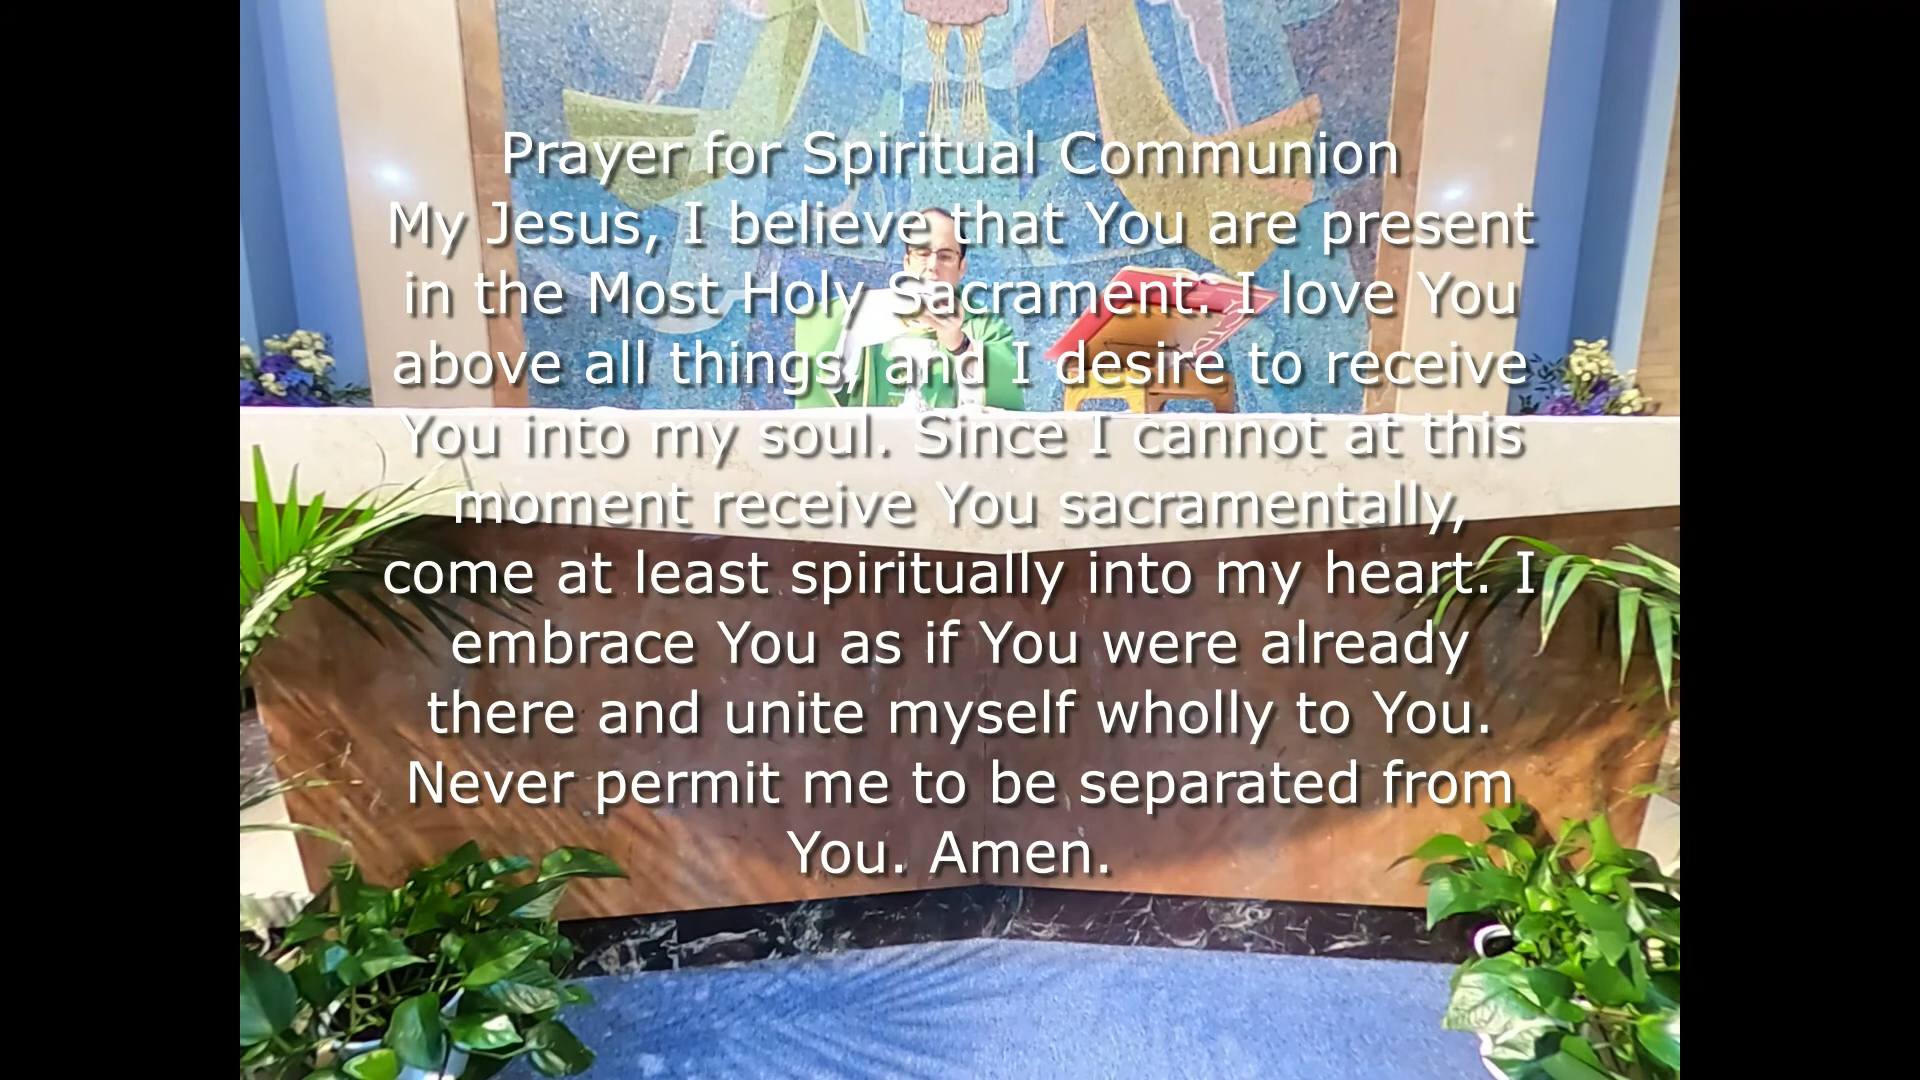 Prayer for Spiritual Communion
My Jesus, I believe that You are present
in the Most Holy Sacrament. I love You
above all things, and I desire to receive
You into my soul. Since I cannot at this
moment receive You sacramentally,
come at least spiritually into my heart. I
embrace You as if You were already
there and unite myself wholly to You.
Never permit me to be separated from
You. Amen.